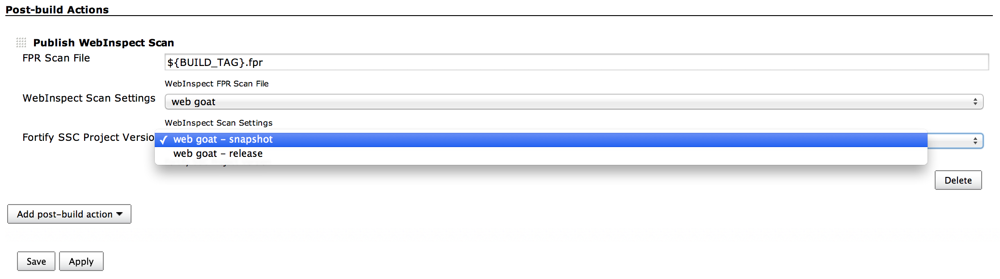 Post-build Actions
Publish WebInspect Scan
FPR Scan File
${BUILD_TAG}.fpr
WebInspect FPR Scan File
WebInspect Scan Settings
web goat
WebInspect Scan Settings
Fortify SSC Project Versio
✓ web goat – snapshot
web goat – release
Delete
Add post-build action
Save
Apply